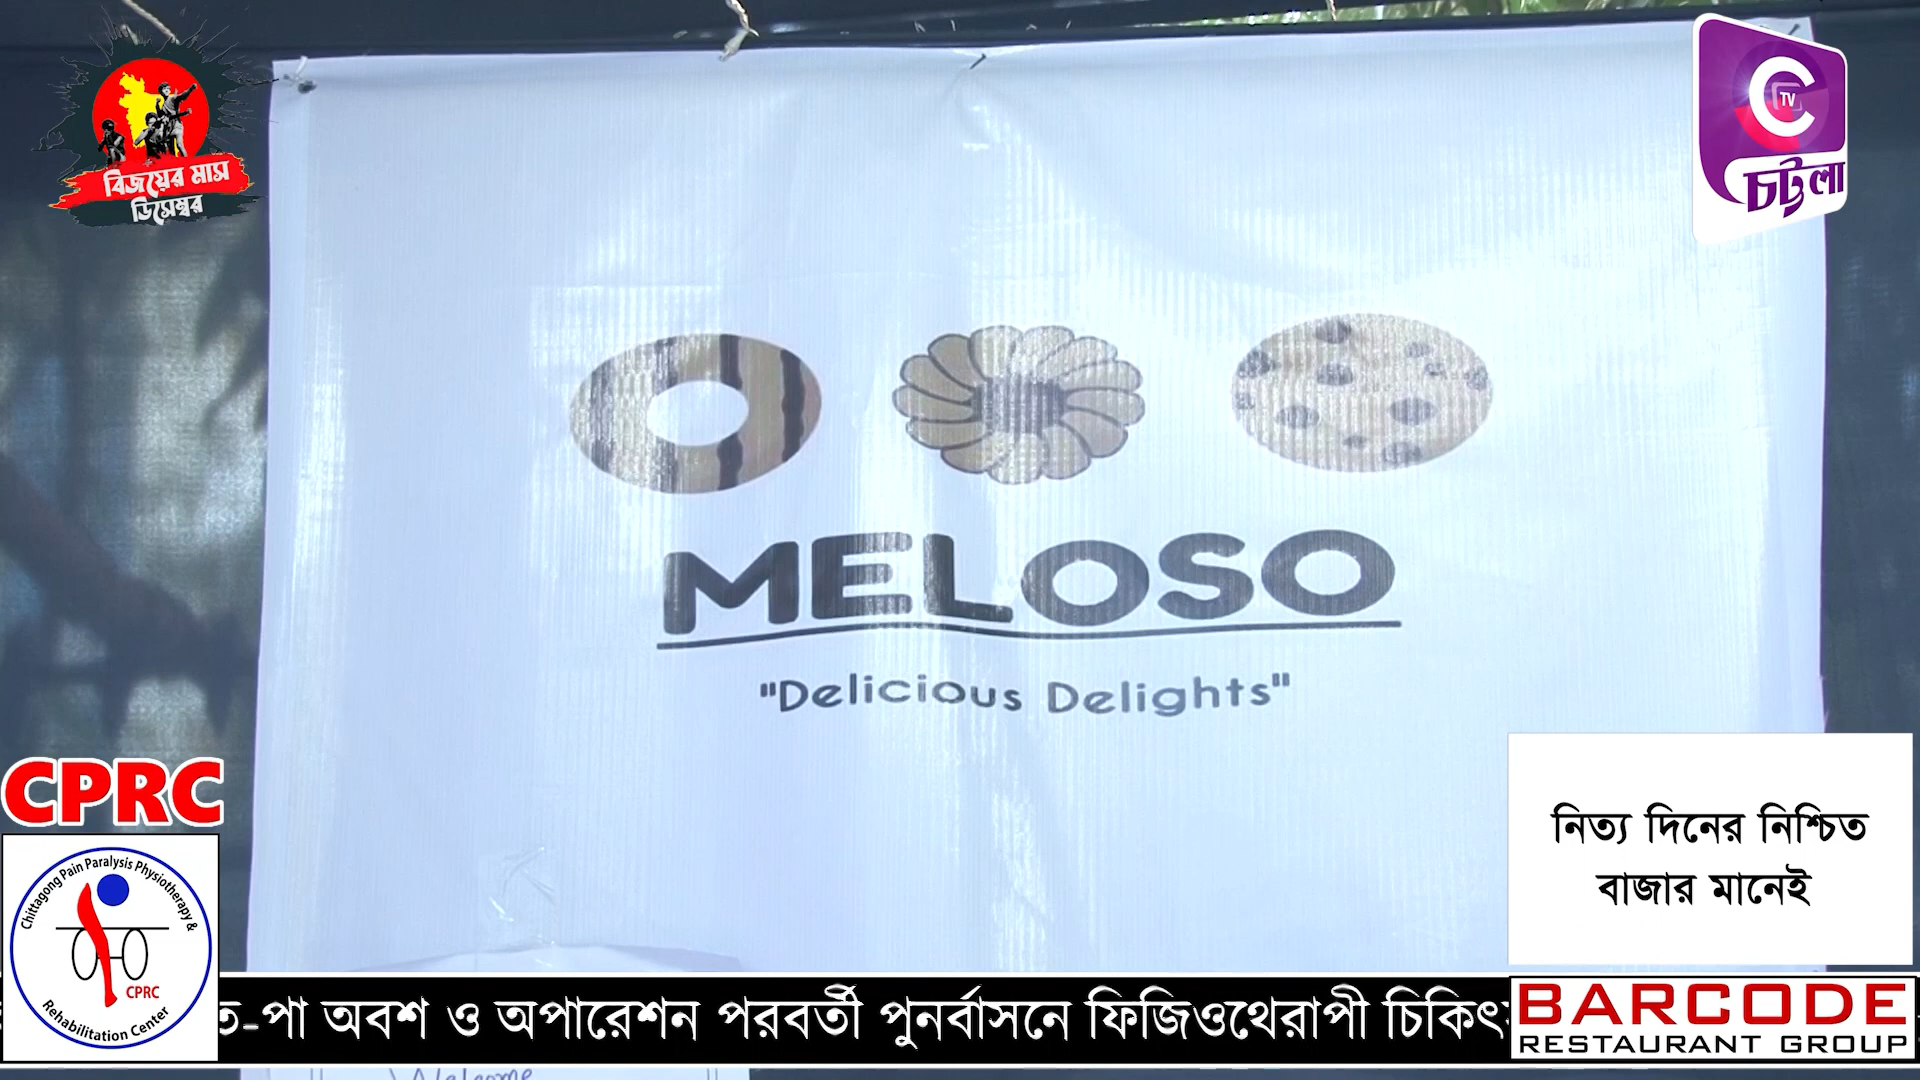 বিজয়ের মাস
ডিসেম্বর
C
TV
চট্টলা
MELOSO
"Delicious Delights"
CPRC
Chittagong Pain Paralysis Physiotherapy &
CPRC
Rehabilitation Center
নিত্য দিনের নিশ্চিত
বাজার মানেই
ত-পা অবশ ও অপারেশন পরবর্তী পুনর্বাসনে ফিজিওথেরাপী
BARCODE
RESTAURANT GROUP
Welcome